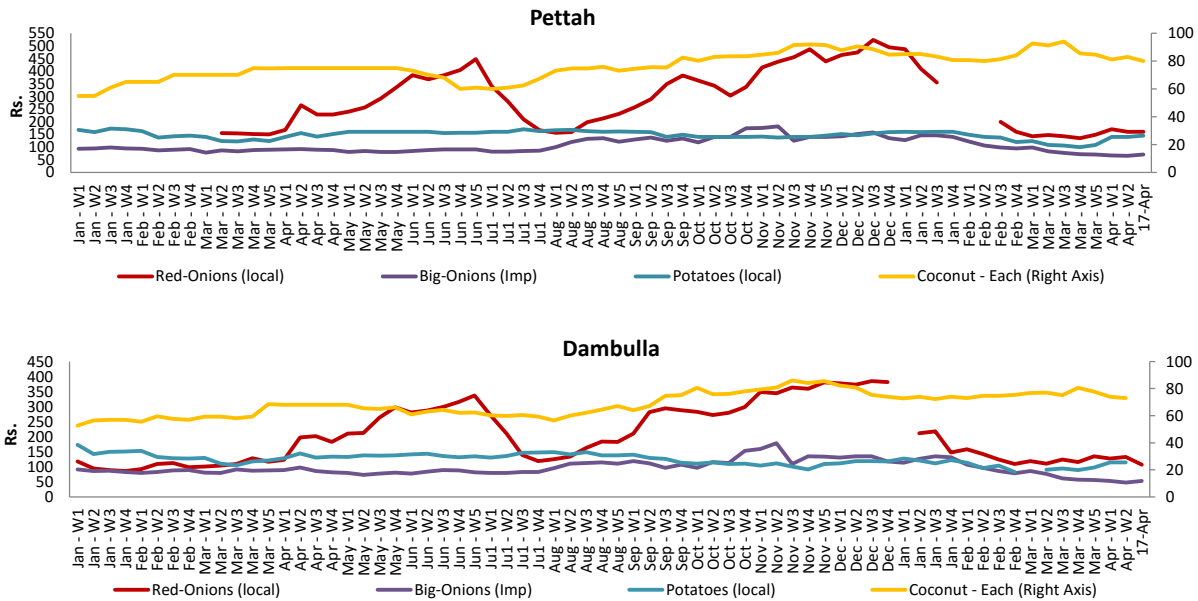 Pettah
550
500
450
400
350
300
250
200
150
100
50
0
Rs.
100
80
60
40
20
0
Jan - W1
Jan - W2
Jan - W3
Jan - W4
Feb - W1
Feb - W2
Feb - W3
Feb - W4
Mar - W1
Mar - W2
Mar - W3
Mar - W4
Mar - W5
Apr - W1
Apr - W2
Apr - W3
Apr - W4
May - W1
May - W2
May - W3
May - W4
Jun - W1
Jun - W2
Jun - W3
Jun - W4
Jun - W5
Ju1 - W1
Ju1 - W2
Ju1 - W3
Ju1 - W4
Aug - W1
Aug - W2
Aug - W3
Aug - W4
Aug - W5
Sep - W1
Sep - W2
Sep - W3
Sep - W4
Oct - W1
Oct - W2
Oct - W3
Oct - W4
Nov - W1
Nov - W2
Nov - W3
Nov - W4
Nov - W5
Dec - W1
Dec - W2
Dec - W3
Dec - W4
Jan - W1
Jan - W2
Jan - W3
Jan - W4
Feb - W1
Feb - W2
Feb - W3
Feb - W4
Mar - W1
Mar - W2
Mar - W3
Mar - W4
Mar - W5
Apr - W1
Apr - W2
17-Apr
Red-Onions (local) Big-Onions (Imp) Potatoes (local) Coconut - Each (Right Axis)
Dambulla
450
400
350
300
250
200
150
100
50
0
Rs.
100
80
60
40
20
0
Jan - W1
Jan - W2
Jan - W3
Jan - W4
Feb - W1
Feb - W2
Feb - W3
Feb - W4
Mar - W1
Mar - W2
Mar - W3
Mar - W4
Mar - W5
Apr - W1
Apr - W2
Apr - W3
Apr - W4
May - W1
May - W2
May - W3
May - W4
Jun - W1
Jun - W2
Jun - W3
Jun - W4
Jun - W5
Ju1 - W1
Ju1 - W2
Ju1 - W3
Ju1 - W4
Aug - W1
Aug - W2
Aug - W3
Aug - W4
Aug - W5
Sep - W1
Sep - W2
Sep - W3
Sep - W4
Oct - W1
Oct - W2
Oct - W3
Oct - W4
Nov - W1
Nov - W2
Nov - W3
Nov - W4
Nov - W5
Dec - W1
Dec - W2
Dec - W3
Dec - W4
Jan - W1
Jan - W2
Jan - W3
Jan - W4
Feb - W1
Feb - W2
Feb - W3
Feb - W4
Mar - W1
Mar - W2
Mar - W3
Mar - W4
Mar - W5
Apr - W1
Apr - W2
17-Apr
Red-Onions (local) Big-Onions (Imp) Potatoes (local) Coconut - Each (Right Axis)